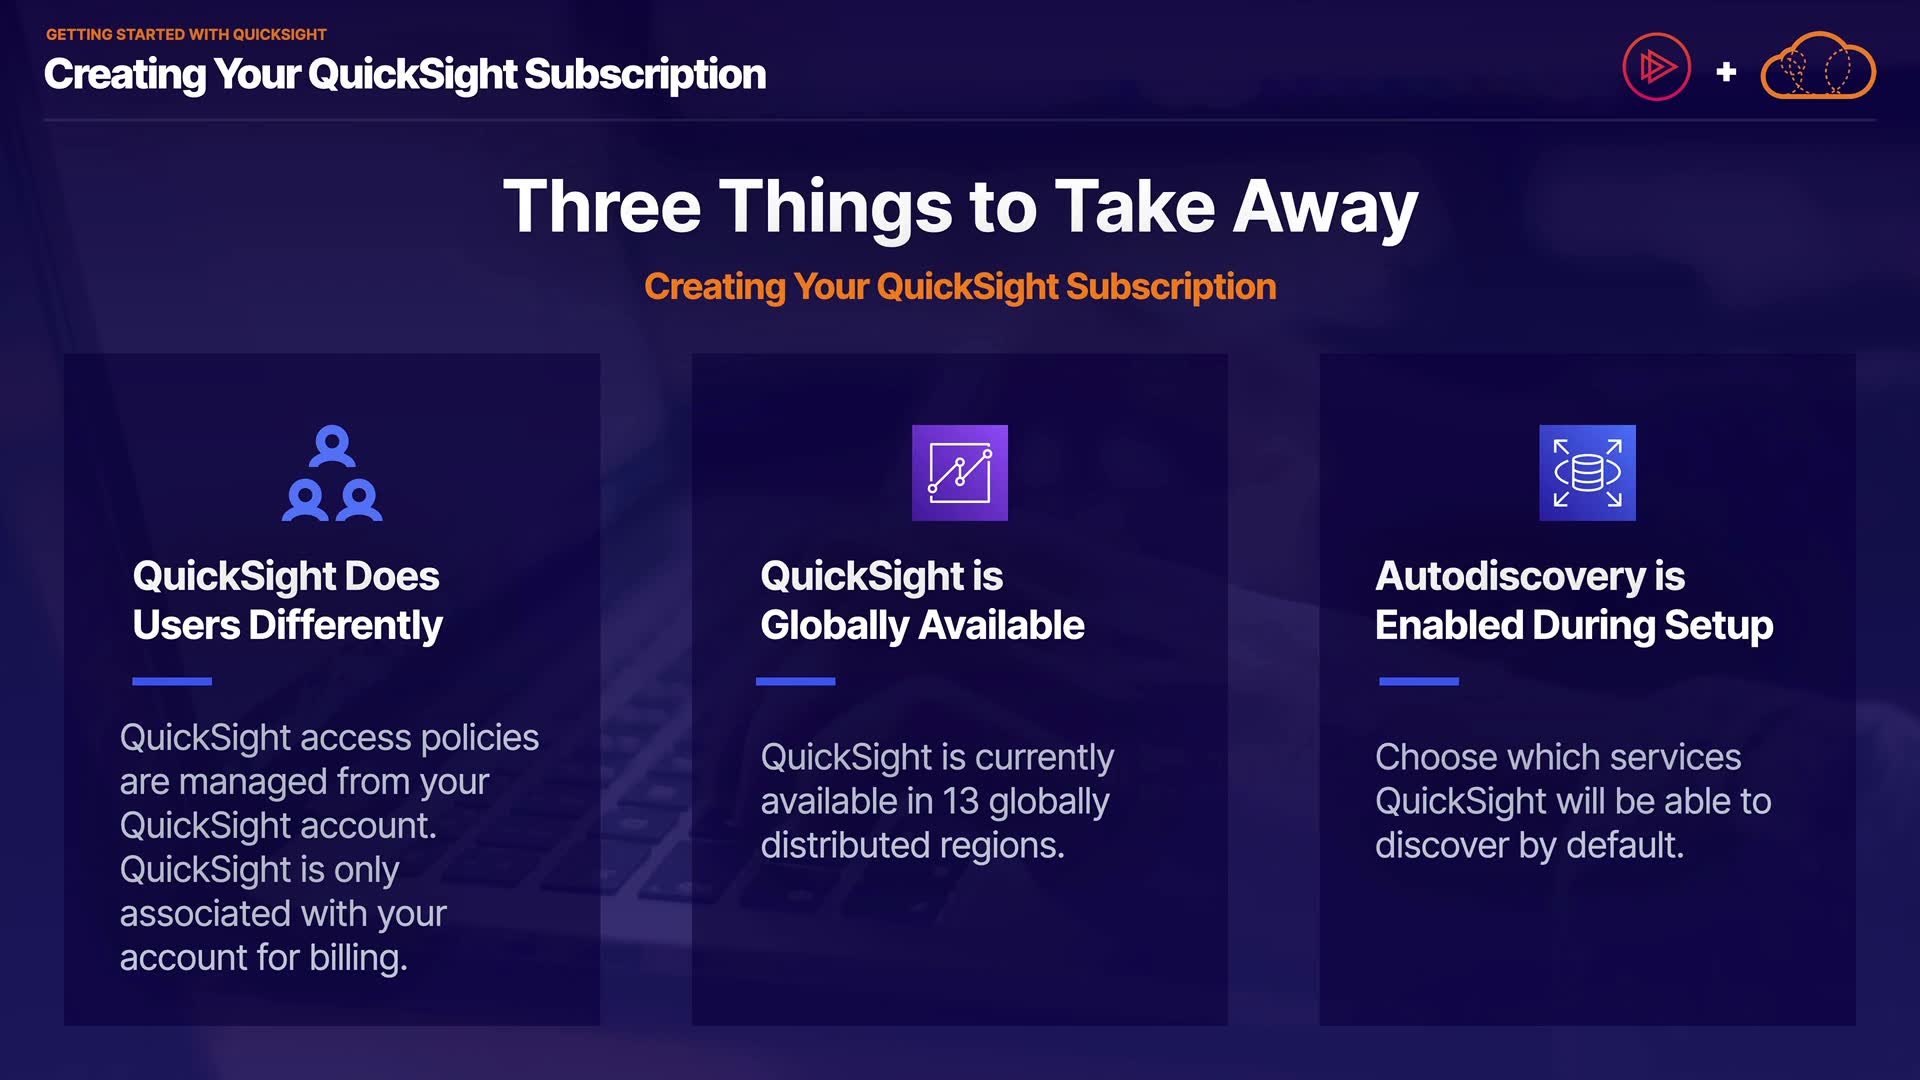 GETTING STARTED WITH QUICKSIGHT
Creating Your QuickSight Subscription
+
Three Things to Take Away
Creating Your QuickSight Subscription
QuickSight Does
Users Differently
QuickSight access policies
are managed from your
QuickSight account.
QuickSight is only
associated with your
account for billing.
QuickSight is
Globally Available
QuickSight is currently
available in 13 globally
distributed regions.
Autodiscovery is
Enabled During Setup
Choose which services
QuickSight will be able to
discover by default.